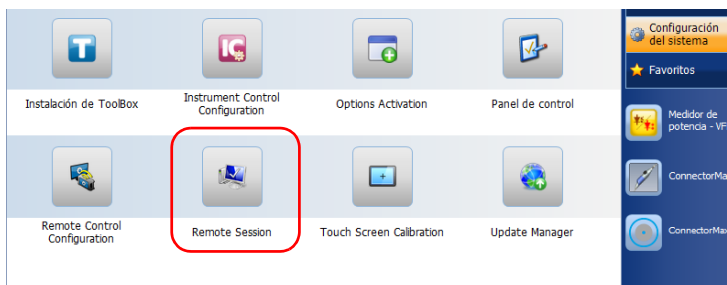 Instalación de ToolBox
Instrument Control
Configuration
Options Activation
Panel de control
Remote Control
Configuration
Remote Session
Touch Screen Calibration
Update Manager
Configuración
del sistema
Favoritos
Medidor de
potencia - VF
ConnectorMa
ConnectorMax